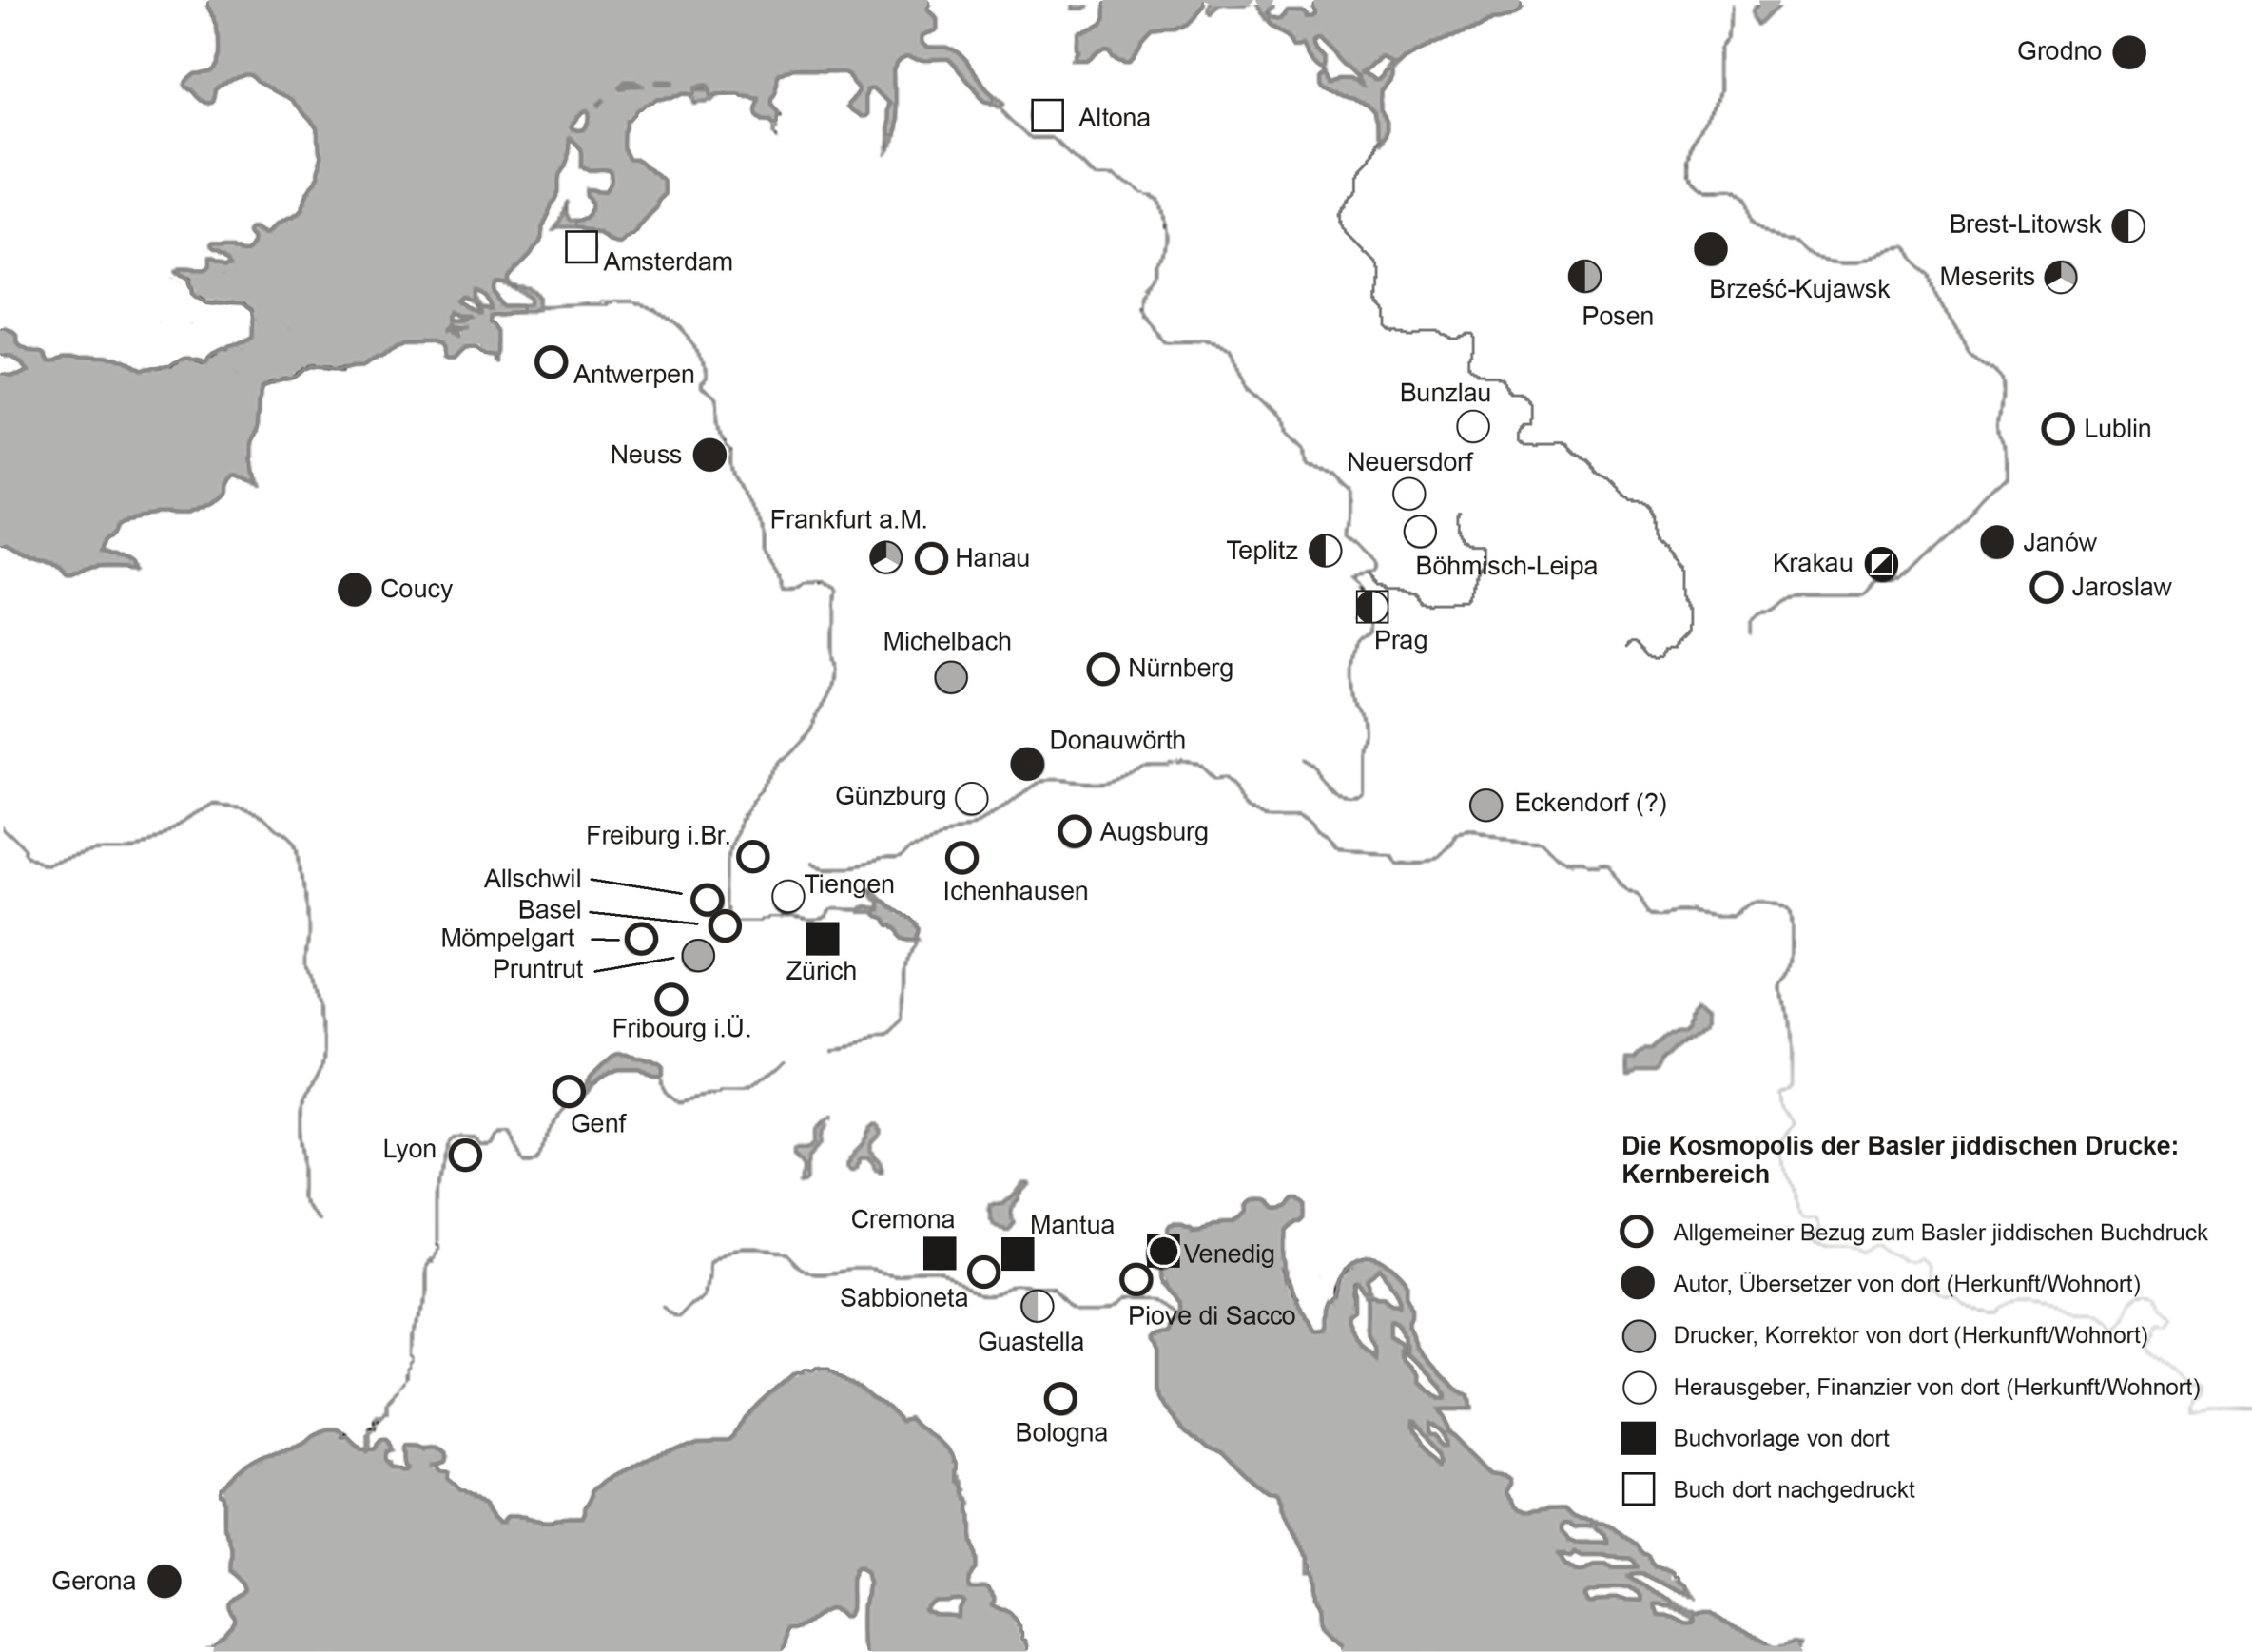 Grodno
Altona
Brest-Litowsk
Amsterdam
Meserits
Brześć-Kujawsk
Posen
Antwerpen
Bunzlau
Lublin
Neuss
Neuersdorf
Frankfurt a.M.
Hanau
Teplitz
Böhmisch-Leipa
Krakau
Janów
Coucy
Jaroslaw
Michelbach
Prag
Nürnberg
Donauwörth
Günzburg
Eckendorf (?)
Freiburg i.Br.
Augsburg
Allschwil
Tiengen
Ichenhausen
Basel
Mömpelgart
Pruntrut
Zürich
Fribourg i.Ü.
Genf
Lyon
Cremona
Mantua
Venedig
Sabbioneta
Piove di Sacco
Guastella
Bologna
Gerona
Die Kosmopolis der Basler jiddischen Drucke:
Kernbereich
Allgemeiner Bezug zum Basler jiddischen Buchdruck
Autor, Übersetzer von dort (Herkunft/Wohnort)
Drucker, Korrektor von dort (Herkunft/Wohnort)
Herausgeber, Finanzier von dort (Herkunft/Wohnort)
Buchvorlage von dort
Buch dort nachgedruckt